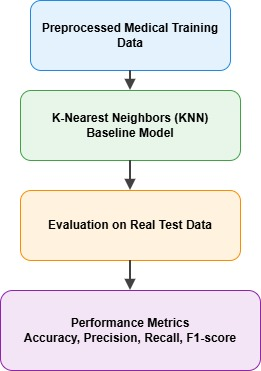 Preprocessed Medical Training
Data
K-Nearest Neighbors (KNN)
Baseline Model
Evaluation on Real Test Data
Performance Metrics
Accuracy, Precision, Recall, F1-score